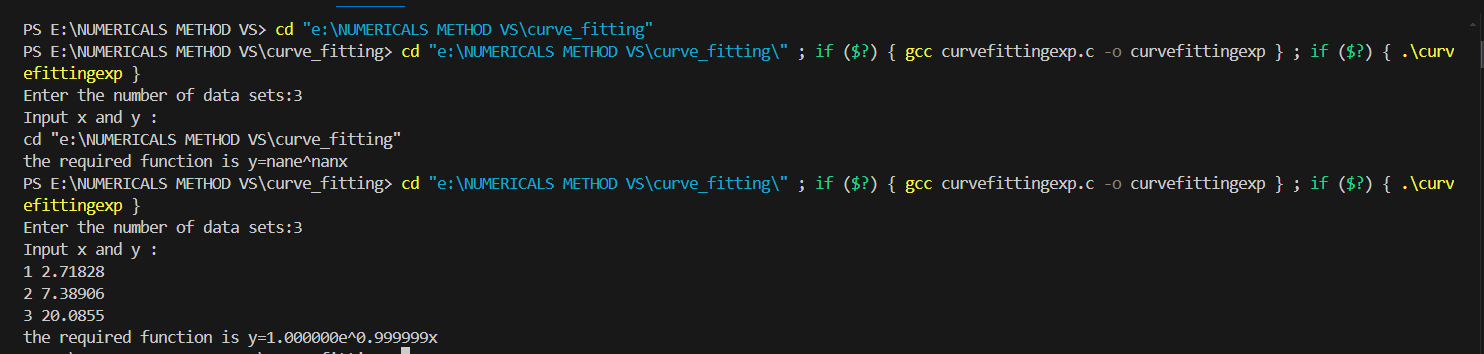 PS E:\NUMERICALS METHOD VS> cd "e:\NUMERICALS METHOD VS\curve_fitting"
PS E:\NUMERICALS METHOD VS\curve_fitting> cd "e:\NUMERICALS METHOD VS\curve_fitting\" ; if ($?) { gcc curvefittingexp.c -o curvefittingexp } ; if ($?) { .\curv
efittingexp }
Enter the number of data sets:3
Input x and y :
cd "e:\NUMERICALS METHOD VS\curve_fitting"
the required function is y=nane^nanx
PS E:\NUMERICALS METHOD VS\curve_fitting> cd "e:\NUMERICALS METHOD VS\curve_fitting\" ; if ($?) { gcc curvefittingexp.c -o curvefittingexp } ; if ($?) { .\curv
efittingexp }
Enter the number of data sets:3
Input x and y :
1 2.71828
2 7.38906
3 20.0855
the required function is y=1.000000e^0.999999x